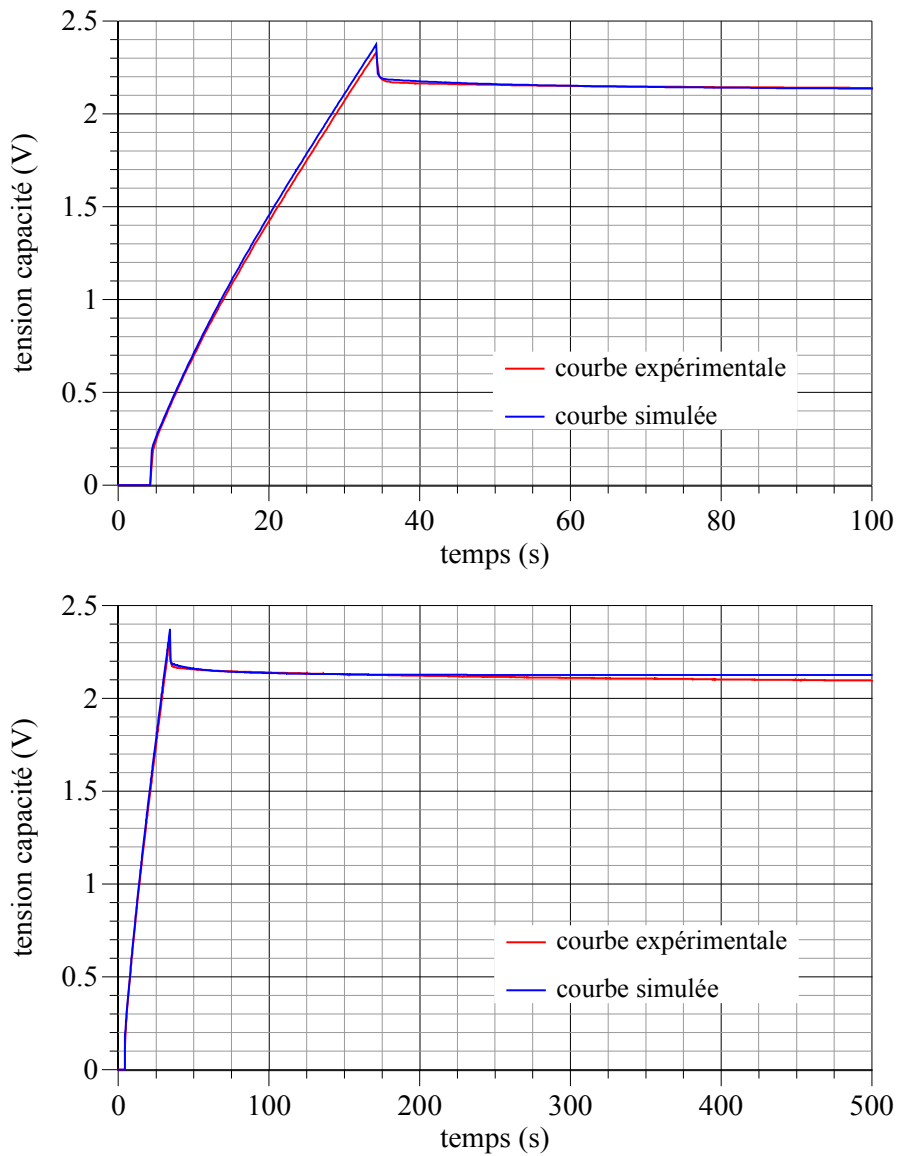 2.5
2
1.5
1
0.5
0
tension capacité (V)
courbe expérimentale
courbe simulée
0 20 40 60 80 100
temps (s)
2.5
2
1.5
1
0.5
0
tension capacité (V)
courbe expérimentale
courbe simulée
0 100 200 300 400 500
temps (s)